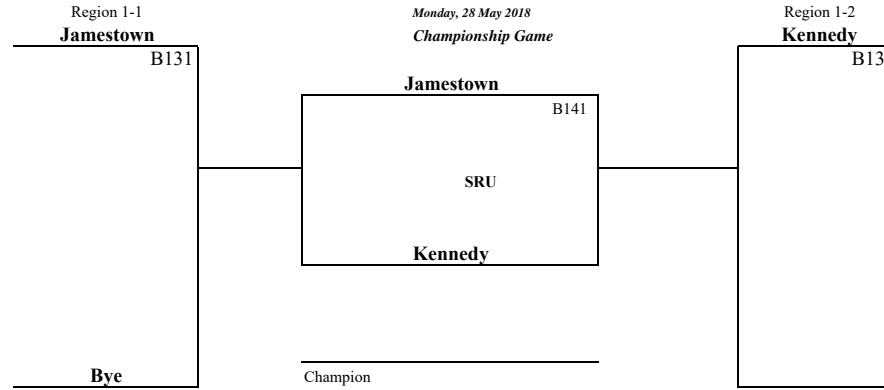 Region 1-1
Monday, 28 May 2018
Region 1-2
Jamestown
Championship Game
Kennedy
B131
B13
Jamestown
B141
SRU
Kennedy
Bye
Champion